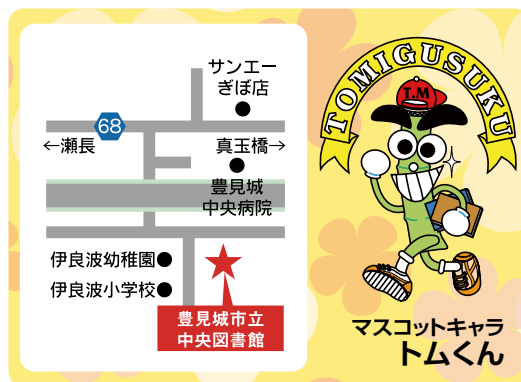 サンエー
ぎぼ店
68
←瀬長
真玉橋→
豊見城
中央病院
伊良波幼稚園
伊良波小学校
豊見城市立
中央図書館
TOMIGUSUKU
T.M
マスコットキャラ
トムくん